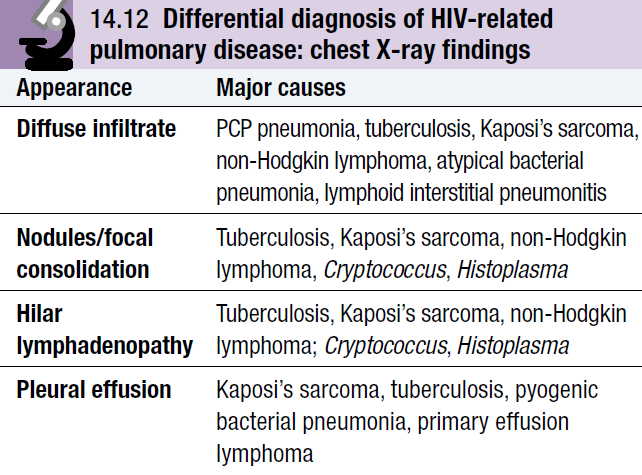 14.12 Differential diagnosis of HIV-related
pulmonary disease: chest X-ray findings
Appearance Major causes
Diffuse infiltrate PCP pneumonia, tuberculosis, Kaposi’s sarcoma,
non-Hodgkin lymphoma, atypical bacterial
pneumonia, lymphoid interstitial pneumonitis
Nodules/focal Tuberculosis, Kaposi’s sarcoma, non-Hodgkin
consolidation lymphoma, Cryptococcus, Histoplasma
Hilar Tuberculosis, Kaposi’s sarcoma, non-Hodgkin
lymphadenopathy lymphoma; Cryptococcus, Histoplasma
Pleural effusion Kaposi’s sarcoma, tuberculosis, pyogenic
bacterial pneumonia, primary effusion
lymphoma